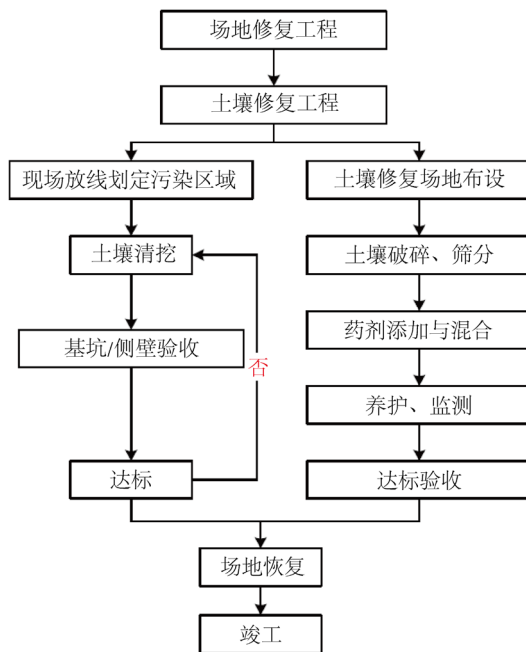 场地修复工程
土壤修复工程
现场放线划定污染区域
土壤修复场地布设
土壤清挖
土壤破碎、筛分
基坑/侧壁验收
药剂添加与混合
否
养护、监测
达标
达标验收
场地恢复
竣工